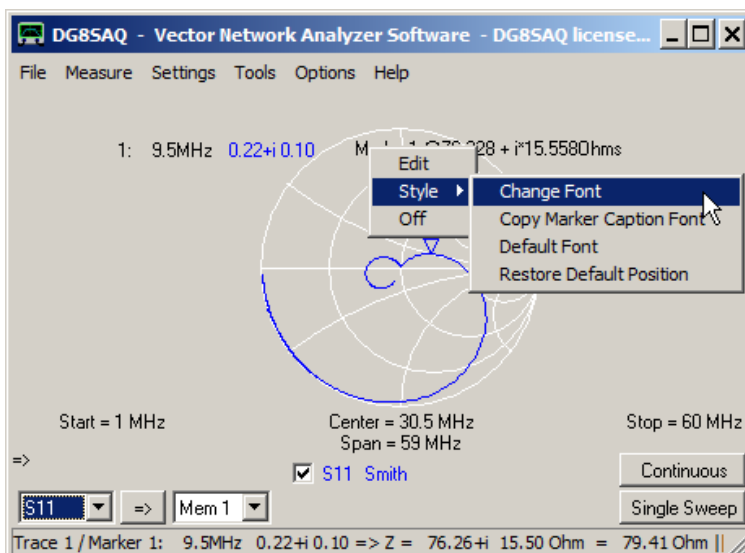 DG8SAQ - Vector Network Analyzer Software - DG8SAQ license...
File Measure Settings Tools Options Help
1: 9.5MHz 0.22+i 0.10
228 + i*15.558Ohms
Edit
Style
Off
Change Font
Copy Marker Caption Font
Default Font
Restore Default Position
Start = 1 MHz
Center = 30.5 MHz
Stop = 60 MHz
Span = 59 MHz
=>
S11 Smith
Continuous
S11
=>
Mem 1
Single Sweep
Trace 1 / Marker 1: 9.5MHz 0.22+i 0.10 => Z = 76.26+i 15.50 Ohm = 79.41 Ohm ||